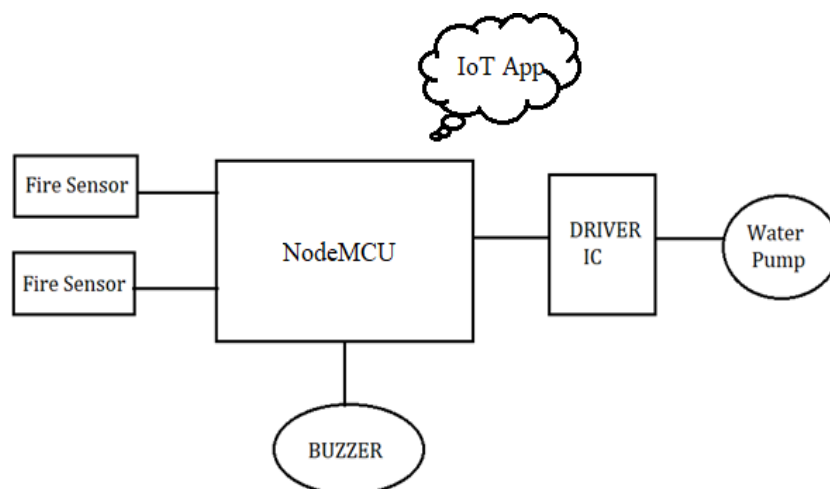 IoT App
Fire Sensor
Fire Sensor
NodeMCU
DRIVER
IC
Water
Pump
BUZZER